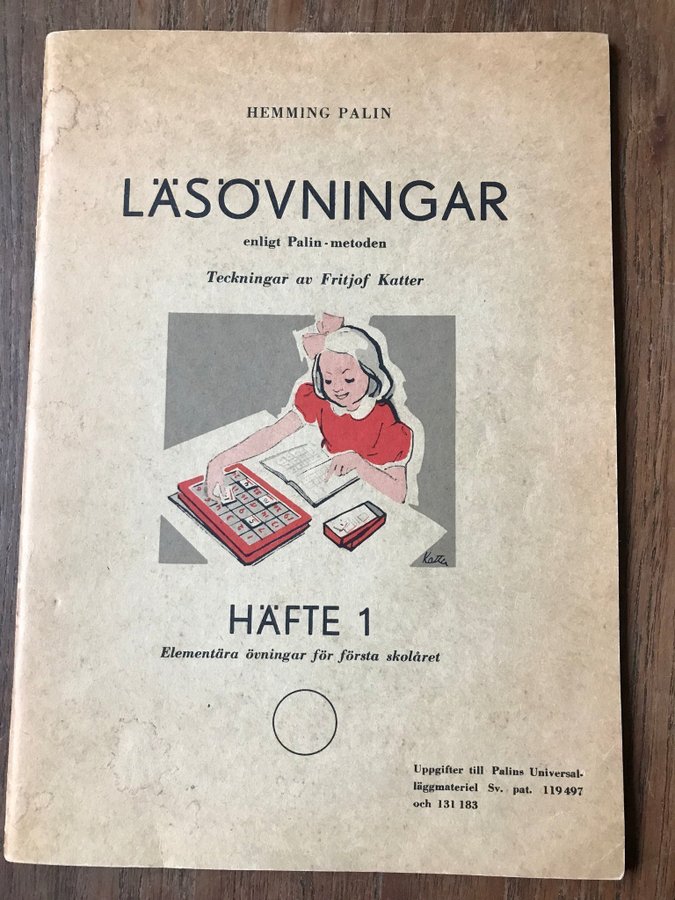 HEMMING PALIN
LÄSÖVNINGAR
enligt Palin-metoden
Teckningar av Fritjof Katter
Katter
HÄFTE 1
Elementära övningar för första skolåret
Uppgifter till Palins Universal-
läggmateriel Sv. pat. 119 497
och 131 183